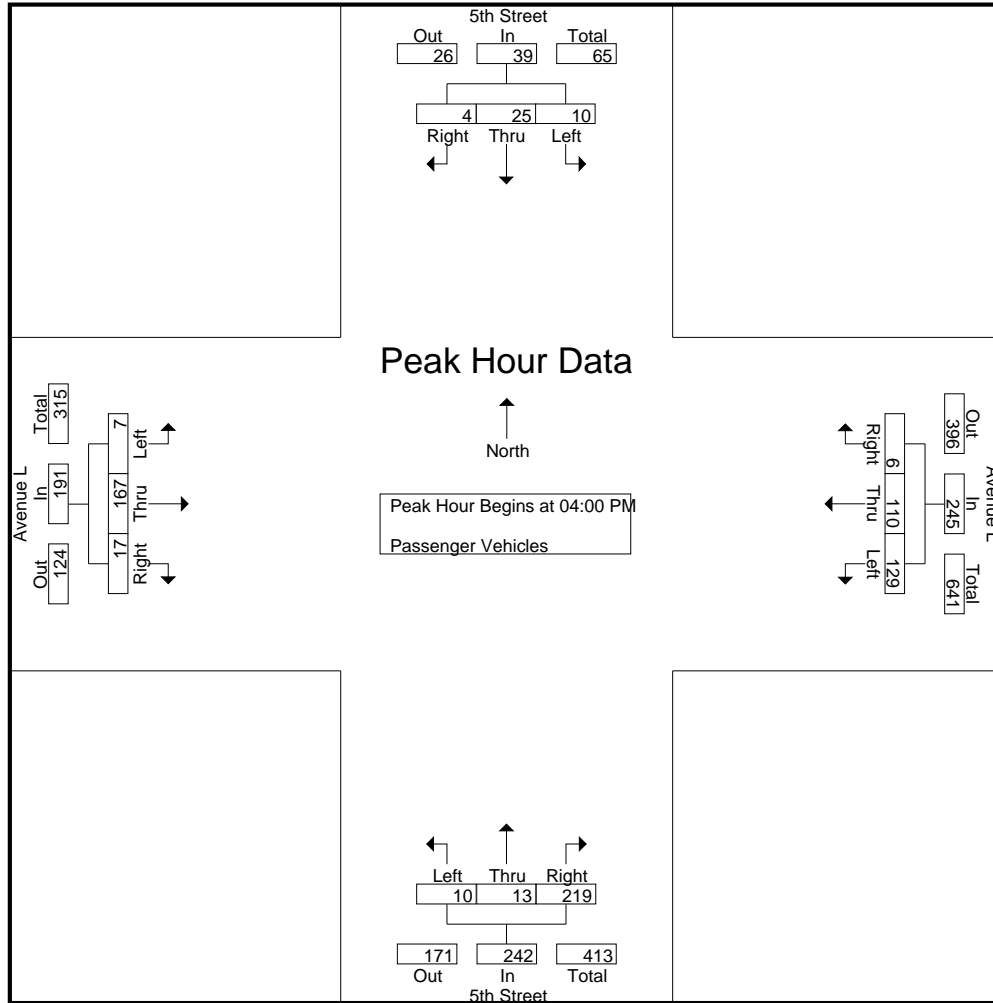 5th Street
Out In Total
26 39 65
4 25 10
Right Thru Left
Peak Hour Data
North
Peak Hour Begins at 04:00 PM
Passenger Vehicles
Avenue L
Total In Out
315 191 124
7 167 17
Left Thru Right
Right Thru Left
6 110 129
Out In Total
396 245 641
Avenue L
Left Thru Right
10 13 219
171 242 413
Out In Total
5th Street